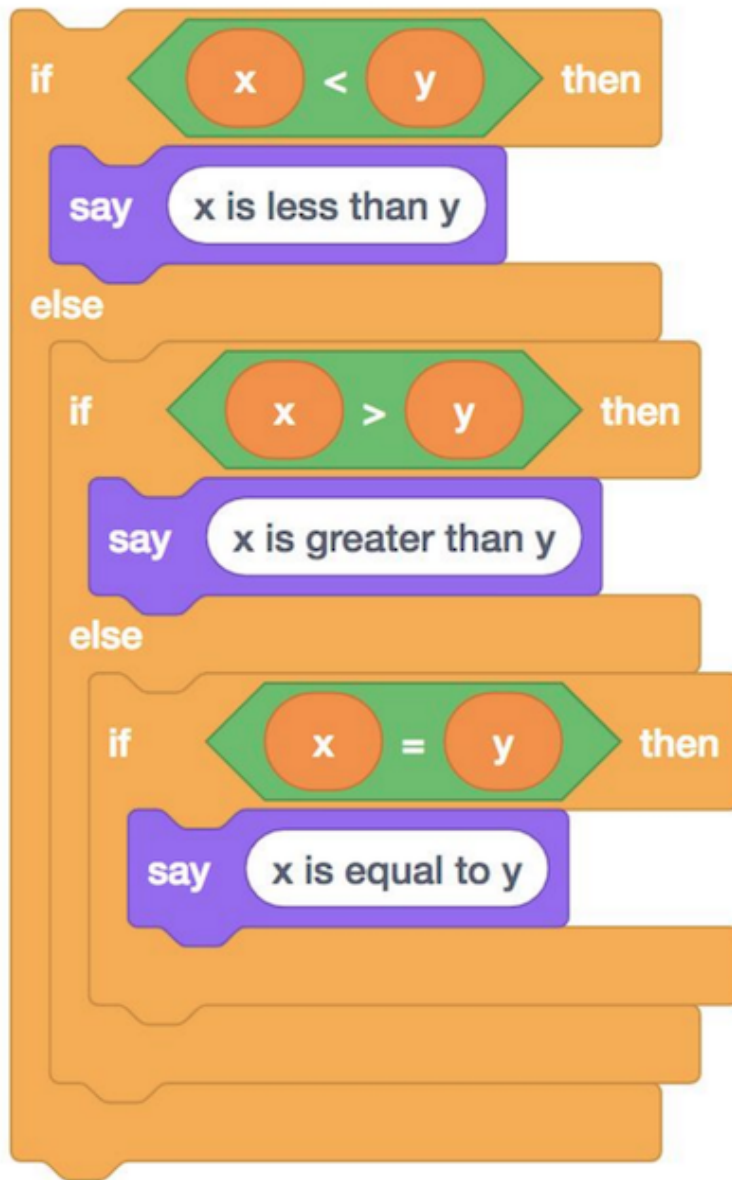 if x < y then
say x is less than y
else
if x > y then
say x is greater than y
else
if x = y then
say x is equal to y